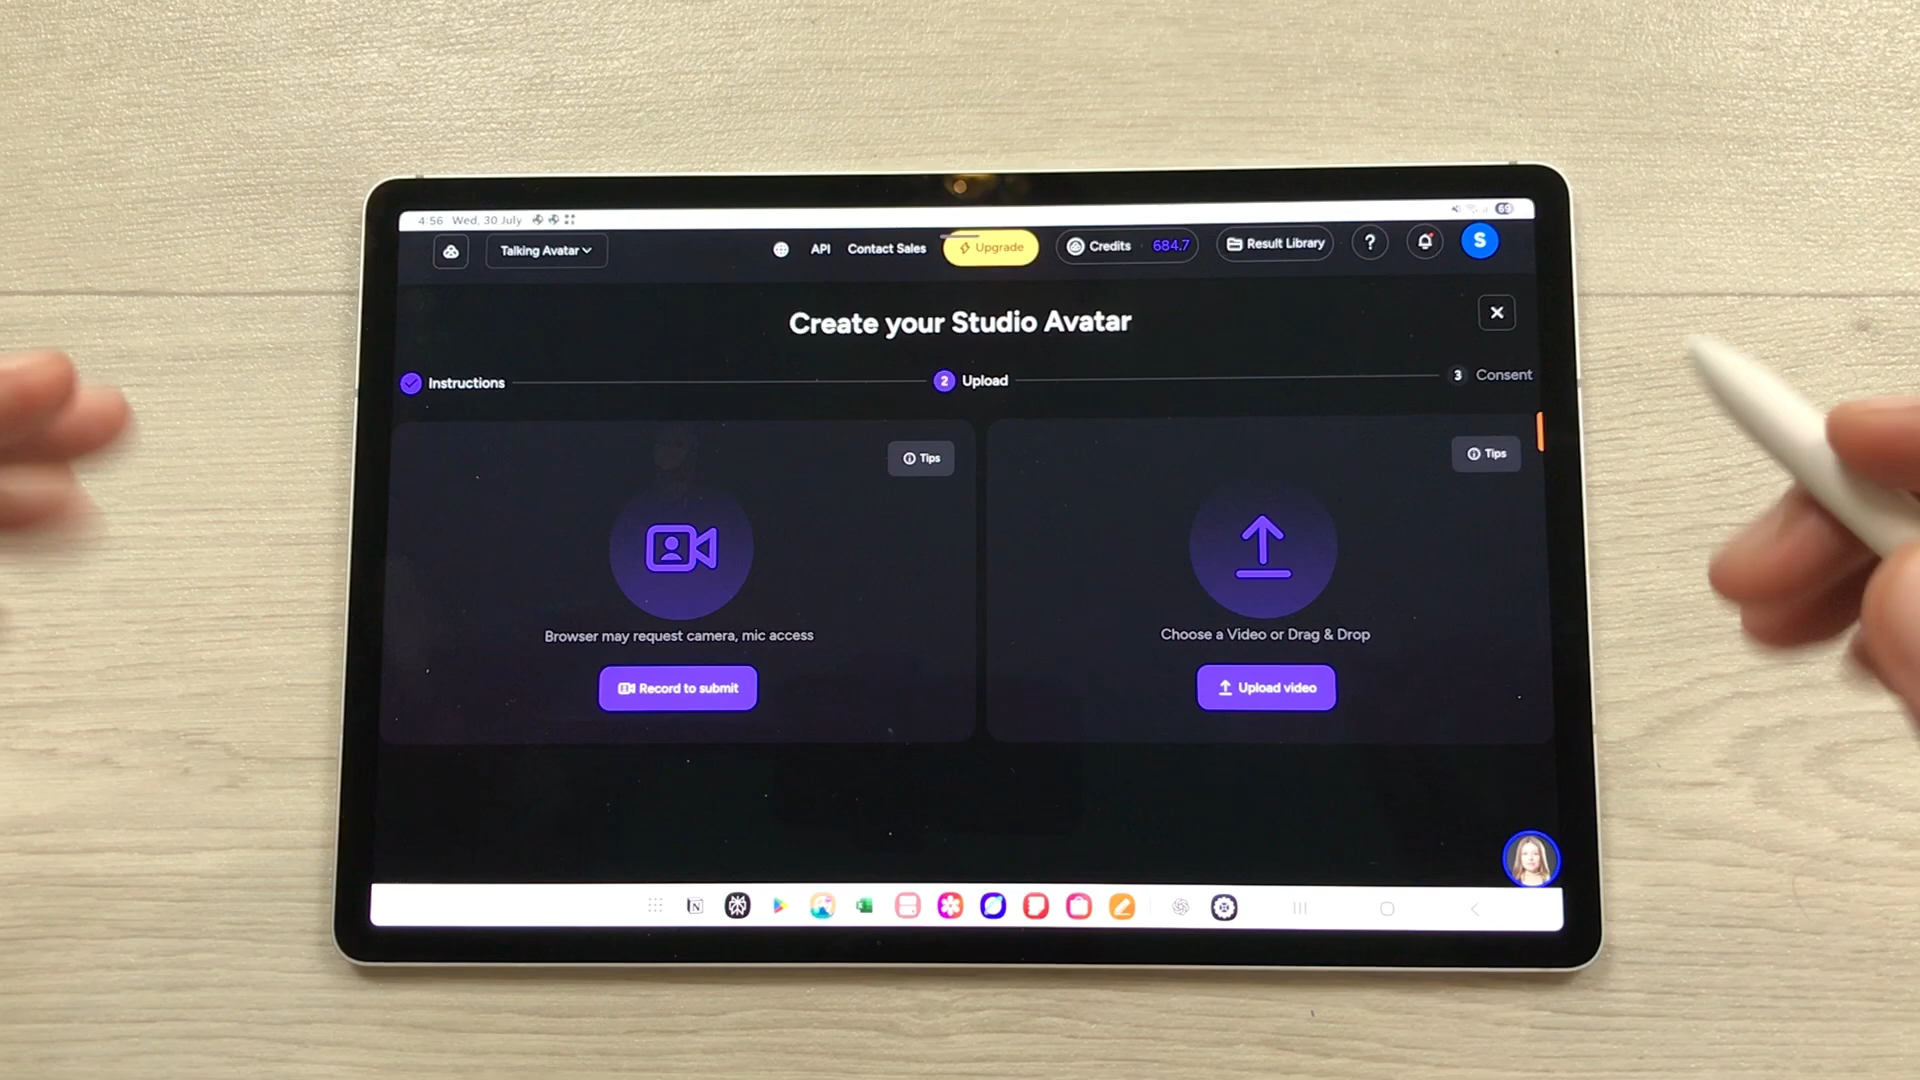 4:56 Wed, 30 July
69
Talking Avatar
API
Contact Sales
Upgrade
Credits 684.7
Result Library
?
S
Create your Studio Avatar
Instructions
2 Upload
3 Consent
Tips
Tips
Browser may request camera, mic access
Choose a Video or Drag & Drop
Record to submit
Upload video